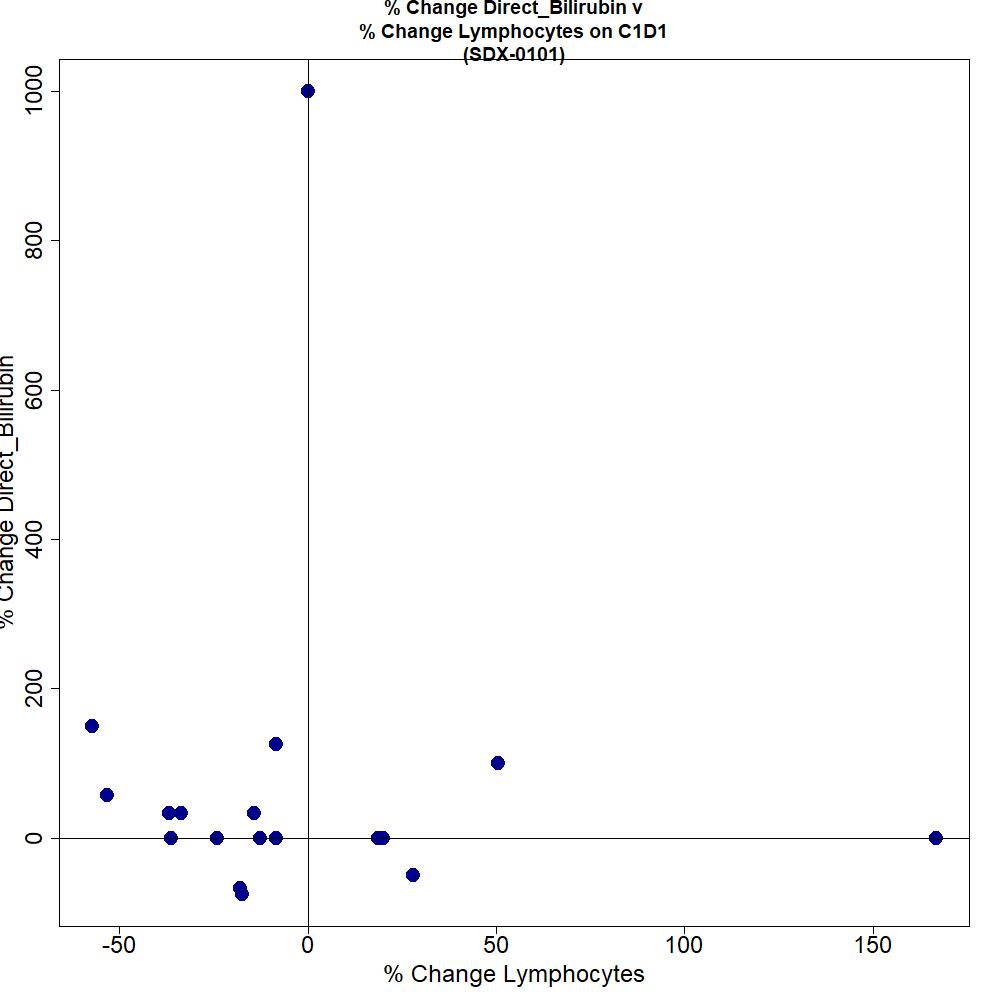 % Change Direct_Bilirubin v
% Change Lymphocytes on C1D1
(SDX-0101)
% Change Direct_Bilirubin
1000
800
600
400
200
0
-50
0
50
100
150
% Change Lymphocytes